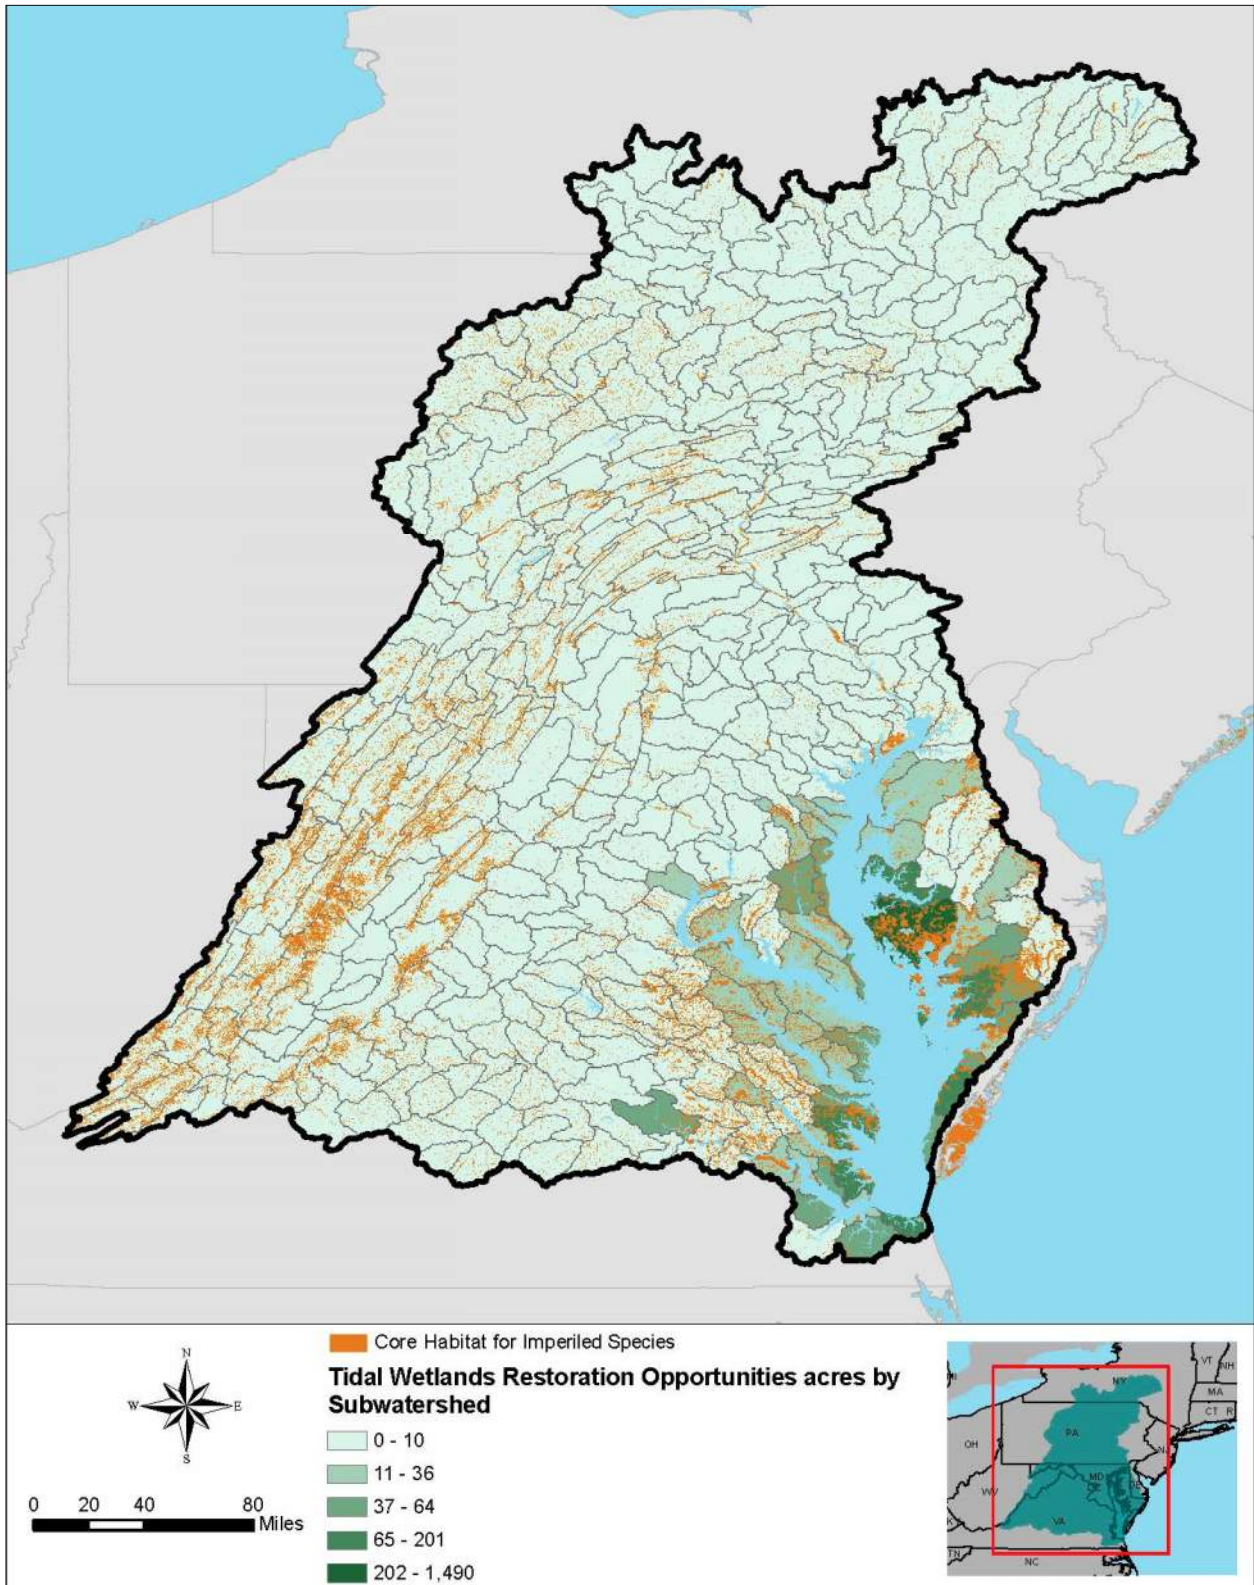 Core Habitat for Imperiled Species
Tidal Wetlands Restoration Opportunities acres by
Subwatershed
0 - 10
11 - 36
37 - 64
65 - 201
202 - 1,490
N
W E
S
0 20 40 80
Miles
VT NH
NY
MA
CT R
PA
OH
NJ
MD
DE
WV
VA
K
TN
NC